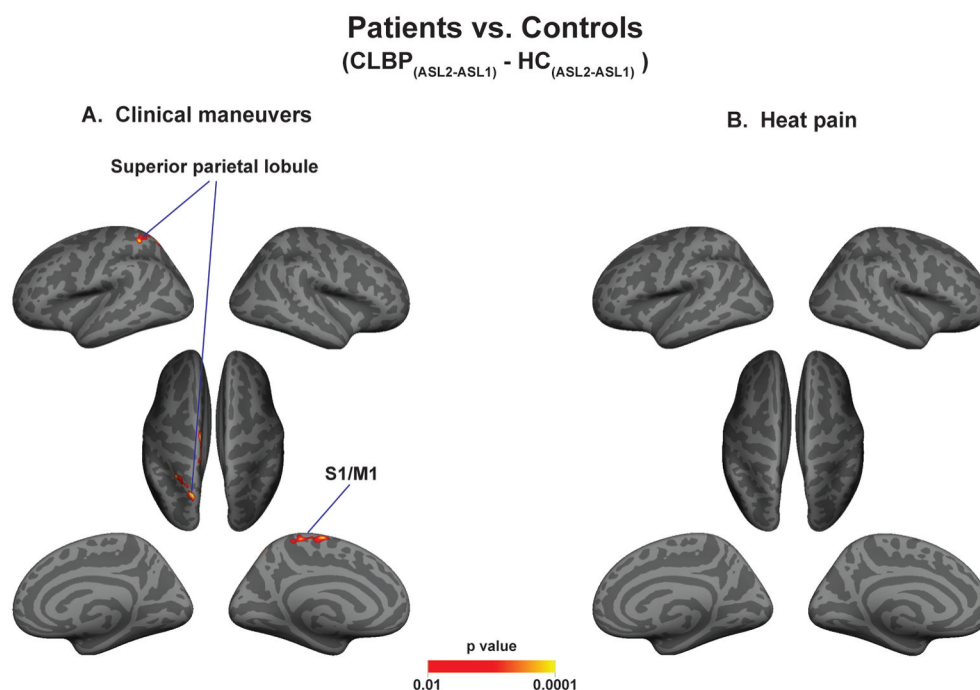 Patients vs. Controls
(CLBP(ASL2-ASL1) - HC(ASL2-ASL1) )
A. Clinical maneuvers
B. Heat pain
Superior parietal lobule
S1/M1
p value
0.01 0.0001